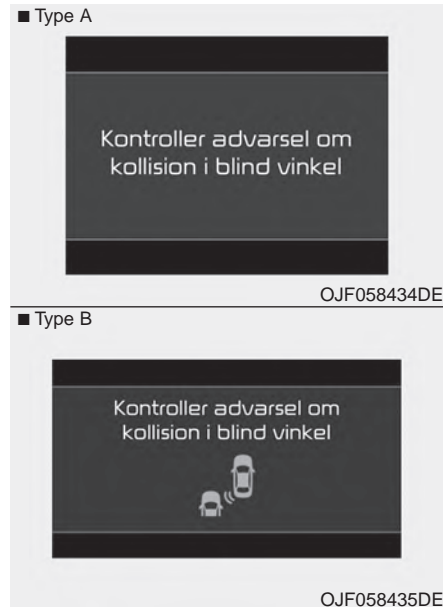 ■ Type A
Kontroller advarsel om
kollision i blind vinkel
OJF058434DE
■ Type B
Kontroller advarsel om
kollision i blind vinkel
OJF058435DE